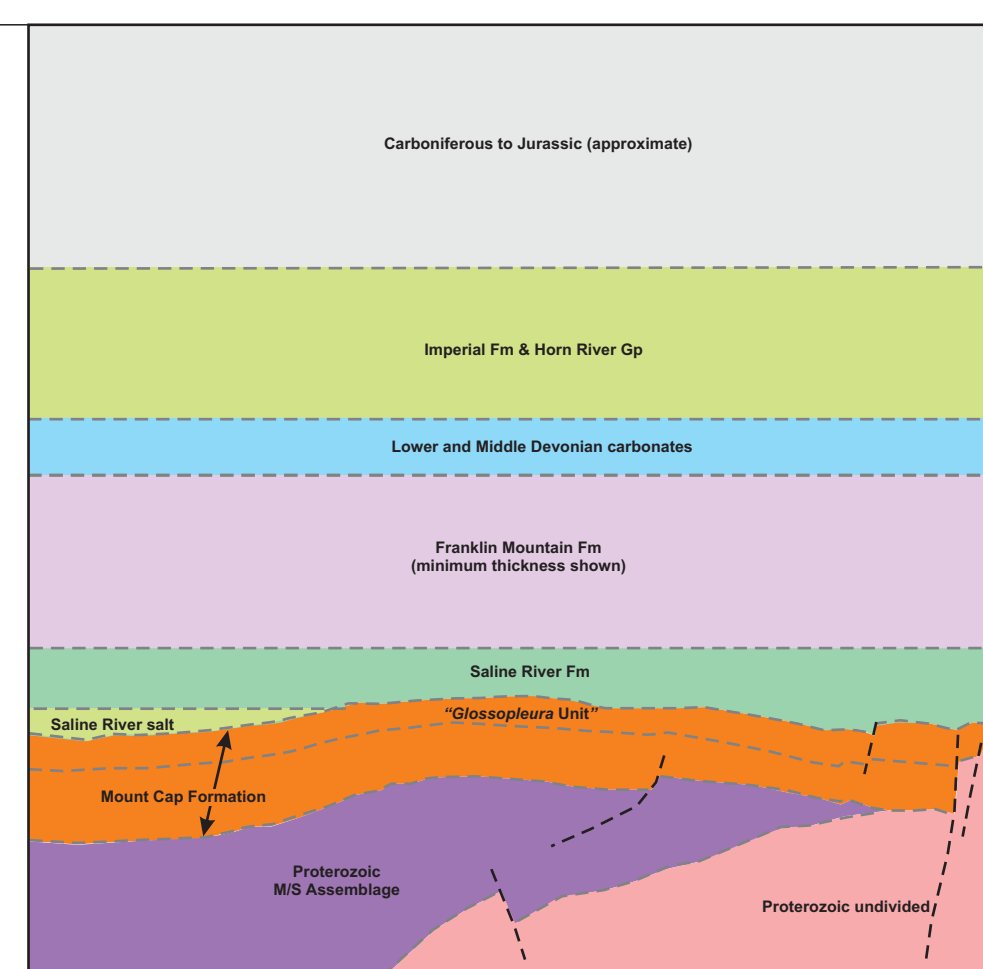 Carboniferous to Jurassic (approximate)
Imperial Fm & Horn River Gp
Lower and Middle Devonian carbonates
Franklin Mountain Fm
(minimum thickness shown)
Saline River Fm
"Glossopleura Unit"
Saline River salt
Mount Cap Formation
Proterozoic
M/S Assemblage
Proterozoic undivided